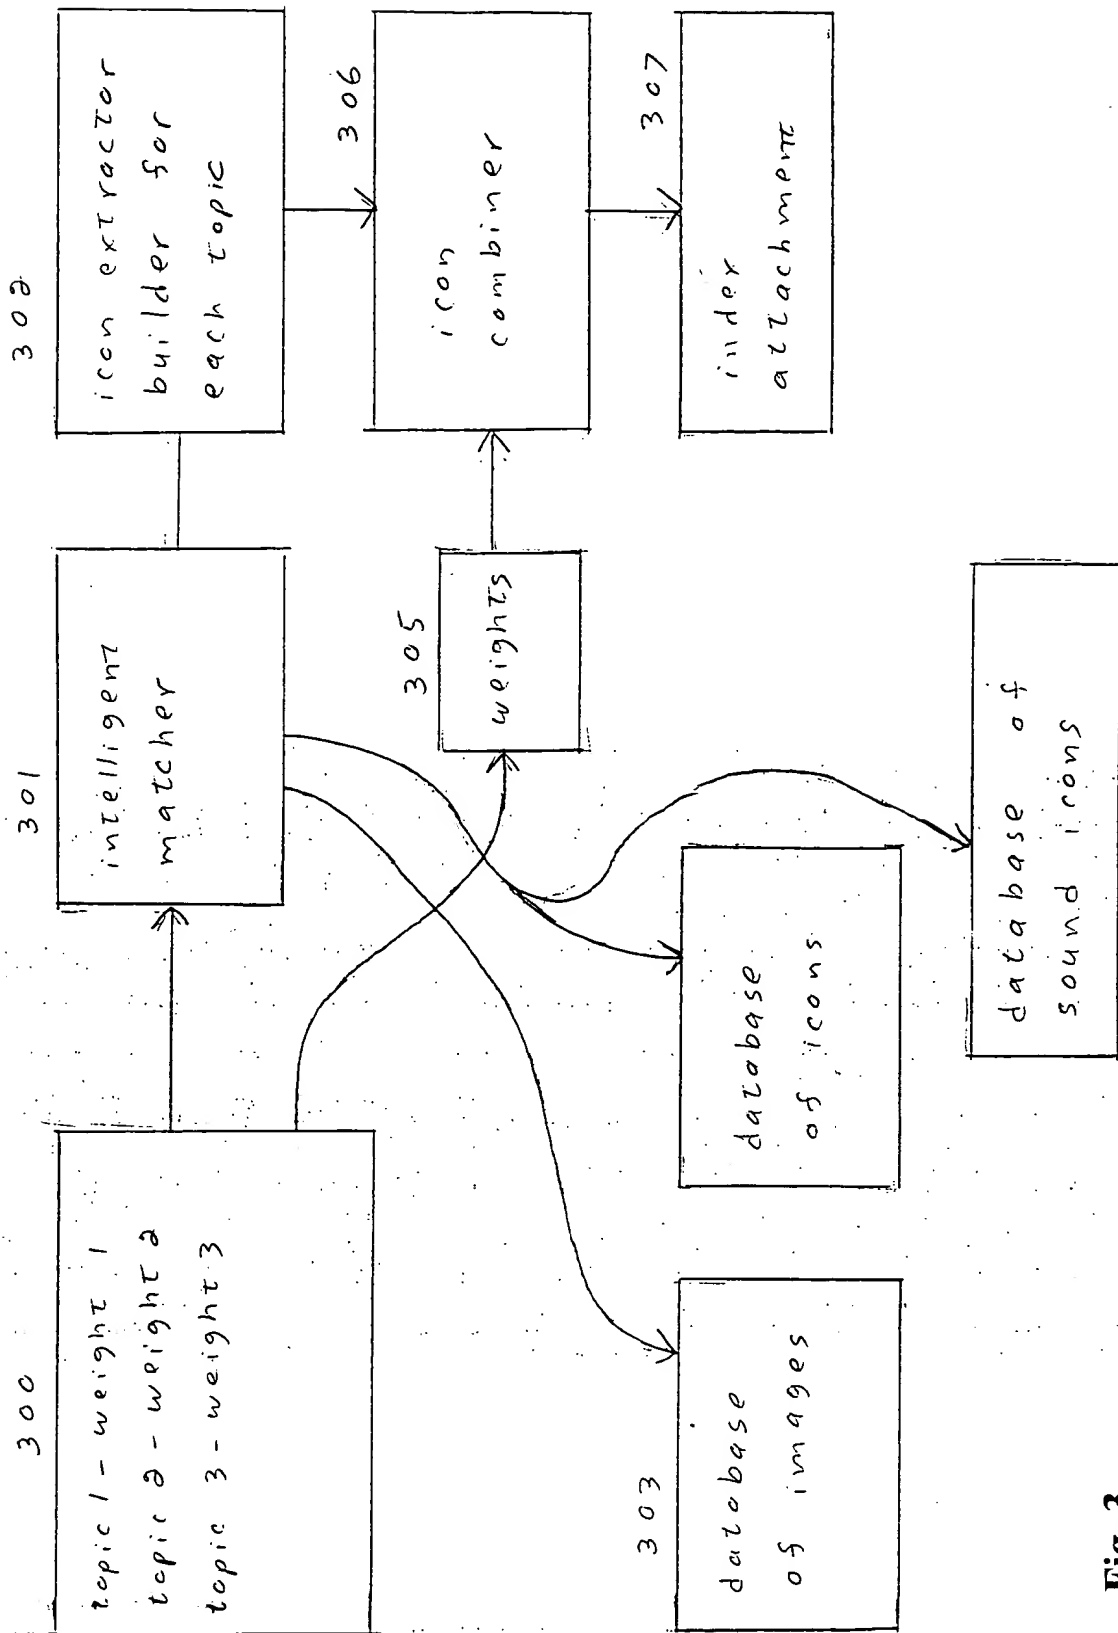 300
topic 1 - weight 1
topic 2 - weight 2
topic 3 - weight 3
301
intelligent
matcher
302
icon extractor
builder for
each topic
303
database
of images
database
of icons
database of
sound icons
305
weights
306
icon
combiner
307
index
attachment
Fig. 3